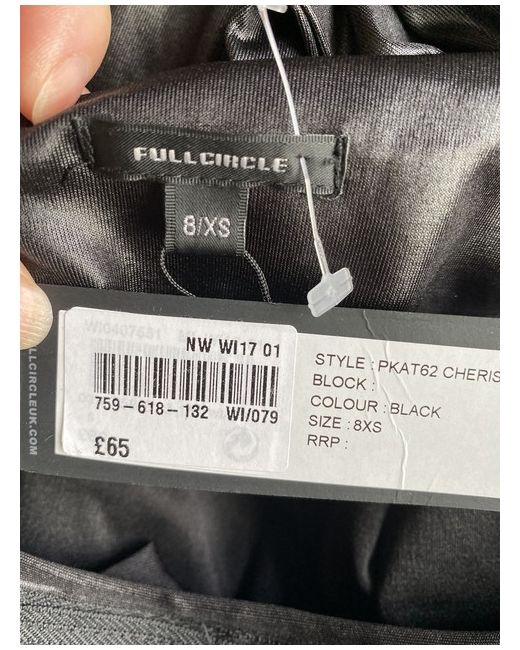 FULLCIRCLE
8/XS
NW WI17 01
759-618-132 WI/079
£65
STYLE : PKAT62 CHERIS
BLOCK :
COLOUR : BLACK
SIZE : 8XS
RRP :
LLCIRCLEUK.COM